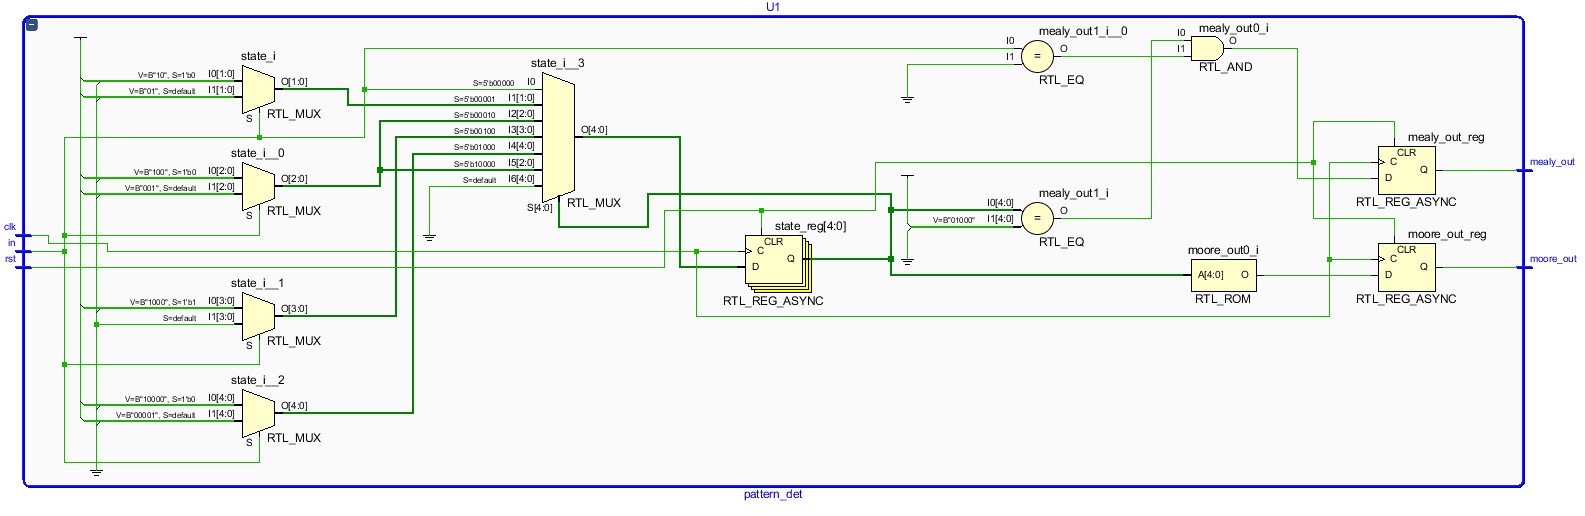 U1
state_i
V=B"10", S=1'b0 I0[1:0]
V=B"01", S=default I1[1:0]
O[1:0]
S
RTL_MUX
state_i__0
V=B"100", S=1'b0 I0[2:0]
V=B"001", S=default I1[2:0]
O[2:0]
S
RTL_MUX
clk
in
rst
state_i__1
V=B"1000", S=1'b1 I0[3:0]
S=default I1[3:0]
O[3:0]
S
RTL_MUX
state_i__2
V=B"10000", S=1'b0 I0[4:0]
V=B"00001", S=default I1[4:0]
O[4:0]
S
RTL_MUX
state_i__3
S=5'b00000 I0
S=5'b00001 I1[1:0]
S=5'b00010 I2[2:0]
S=5'b00100 I3[3:0]
S=5'b01000 I4[4:0]
S=5'b10000 I5[2:0]
S=default I6[4:0]
O[4:0]
S[4:0]
RTL_MUX
state_reg[4:0]
CLR
C
D
Q
RTL_REG_ASYNC
mealy_out1_i__0
I0
I1
=
O
RTL_EQ
mealy_out0_i
I0
I1
O
RTL_AND
mealy_out1_i
I0[4:0]
V=B"01000" I1[4:0]
=
O
RTL_EQ
moore_out0_i
A[4:0] O
RTL_ROM
mealy_out_reg
CLR
C
D
Q
RTL_REG_ASYNC
mealy_out
moore_out_reg
CLR
C
D
Q
RTL_REG_ASYNC
moore_out
pattern_det